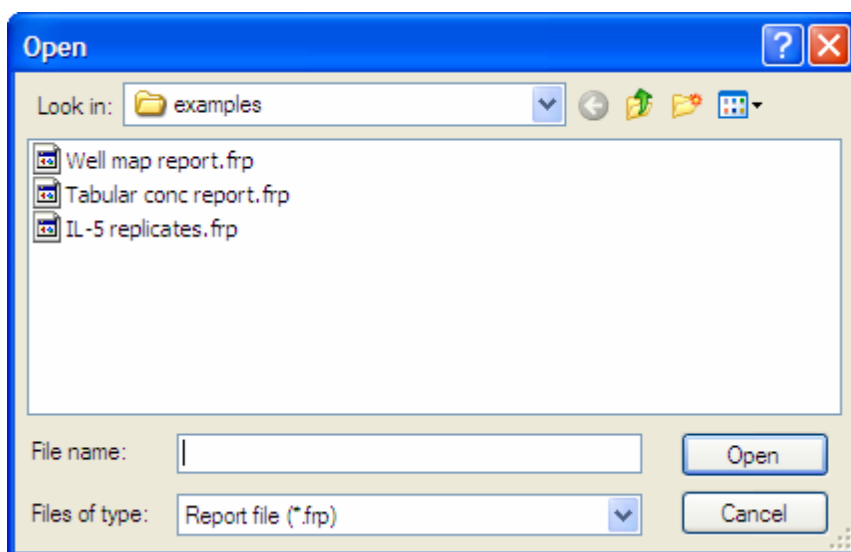 Open
Look in: examples
Well map report.frp
Tabular conc report.frp
IL-5 replicates.frp
File name: Open
Files of type: Report file (*.frp) Cancel